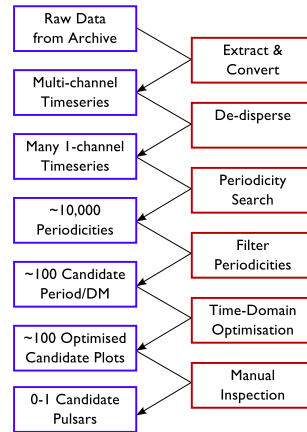 Raw Data
from Archive
Extract &
Convert
Multi-channel
Timeseries
De-disperse
Many 1-channel
Timeseries
Periodicity
Search
~10,000
Periodicities
Filter
Periodicities
~100 Candidate
Period/DM
Time-Domain
Optimisation
~100 Optimised
Candidate Plots
Manual
Inspection
0-1 Candidate
Pulsars